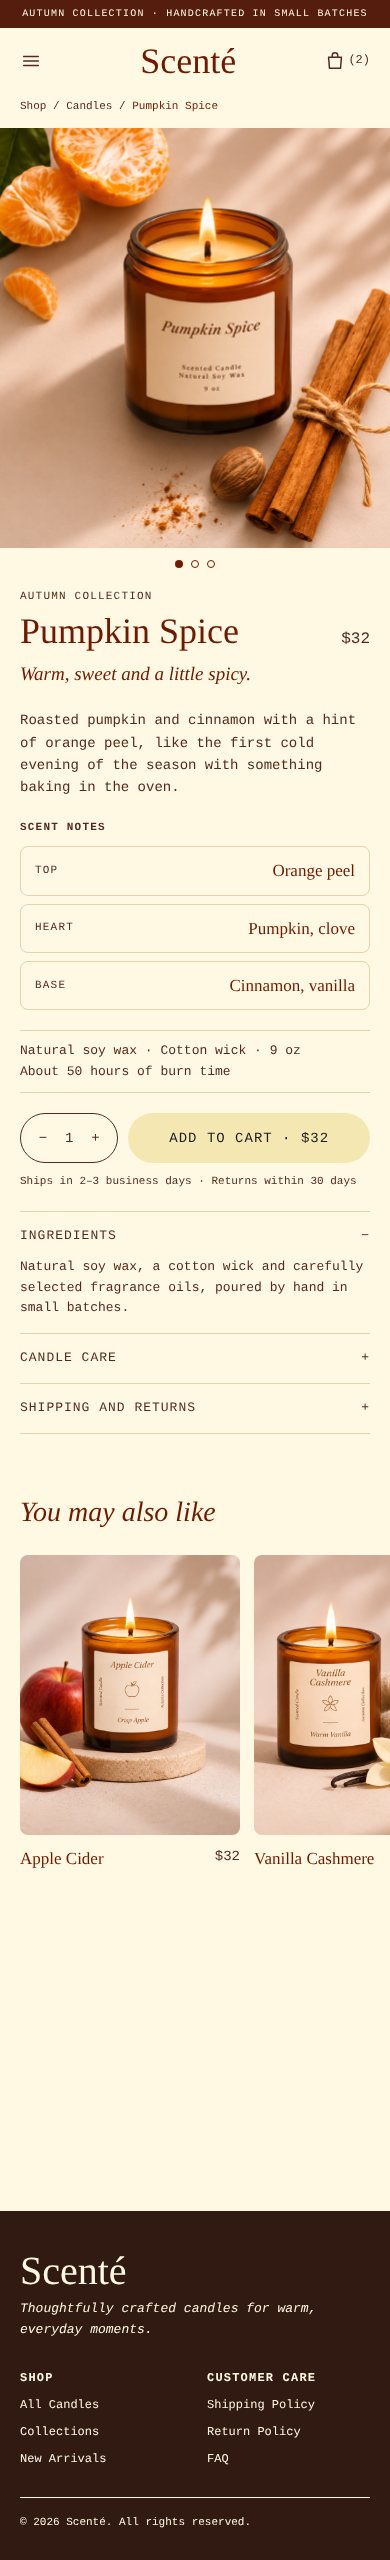 AUTUMN COLLECTION · HANDCRAFTED IN SMALL BATCHES
Scenté
(2)
Shop / Candles / Pumpkin Spice
Pumpkin Spice
Scented Candle
Natural Soy Wax
9 oz
AUTUMN COLLECTION
Pumpkin Spice
$32
Warm, sweet and a little spicy.
Roasted pumpkin and cinnamon with a hint
of orange peel, like the first cold
evening of the season with something
baking in the oven.
SCENT NOTES
TOP
Orange peel
HEART
Pumpkin, clove
BASE
Cinnamon, vanilla
Natural soy wax · Cotton wick · 9 oz
About 50 hours of burn time
− 1 +
ADD TO CART · $32
Ships in 2–3 business days · Returns within 30 days
INGREDIENTS −
Natural soy wax, a cotton wick and carefully
selected fragrance oils, poured by hand in
small batches.
CANDLE CARE +
SHIPPING AND RETURNS +
You may also like
Apple Cider
Crisp Apple
Vanilla
Cashmere
Warm Vanilla
Apple Cider
$32
Vanilla Cashmere
Scenté
Thoughtfully crafted candles for warm,
everyday moments.
SHOP
All Candles
Collections
New Arrivals
CUSTOMER CARE
Shipping Policy
Return Policy
FAQ
© 2026 Scenté. All rights reserved.